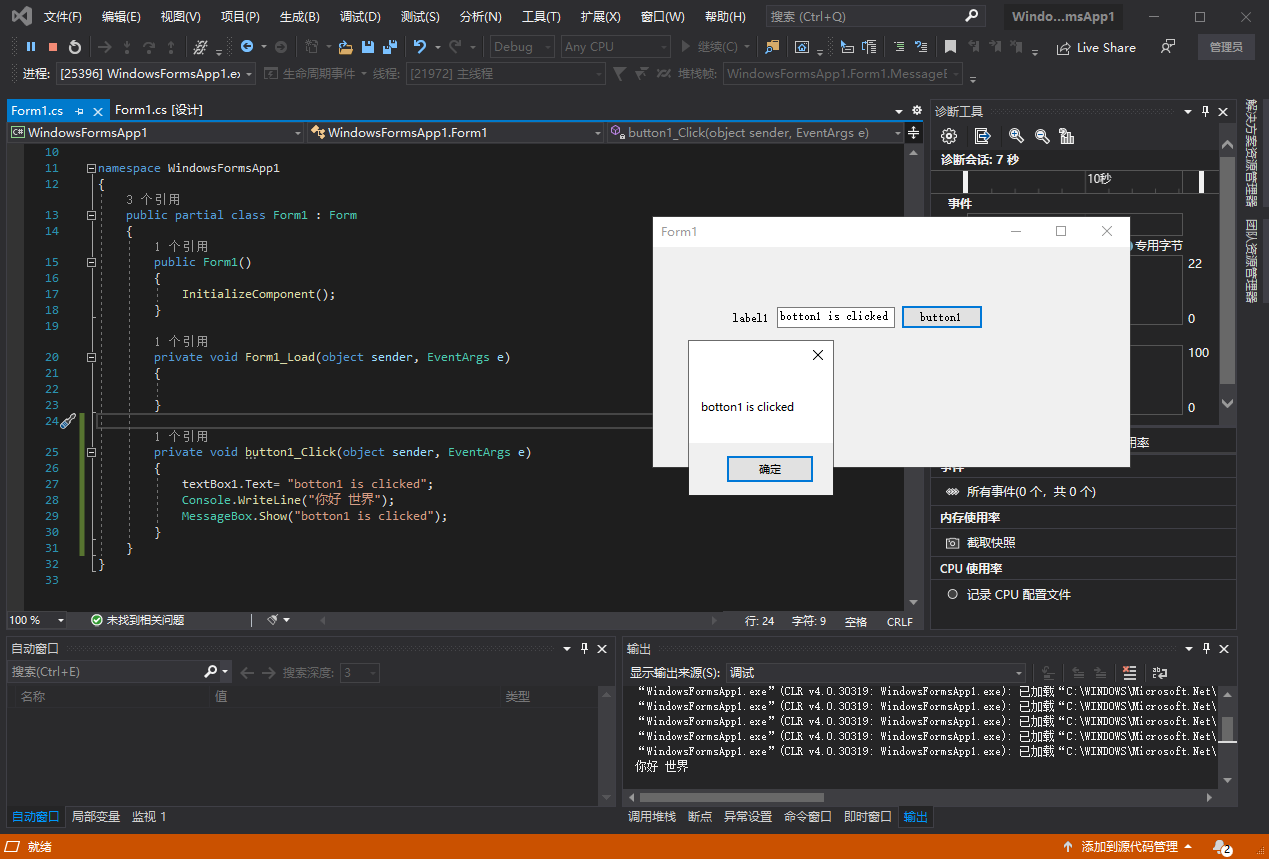 文件(F) 编辑(E) 视图(V) 项目(P) 生成(B) 调试(D) 测试(S) 分析(N) 工具(T) 扩展(X) 窗口(W) 帮助(H) 搜索 (Ctrl+Q) Windo...msApp1
Debug Any CPU 继续(C) Live Share 管理员
进程: [25396] WindowsFormsApp1.ex 生命周期事件 线程: [21972] 主线程 堆栈帧: WindowsFormsApp1.Form1.MessageE
Form1.cs Form1.cs [设计]
C# WindowsFormsApp1 WindowsFormsApp1.Form1 button1_Click(object sender, EventArgs e)
10
11 namespace WindowsFormsApp1
12 {
3 个引用
13 public partial class Form1 : Form
14 {
1 个引用
15 public Form1()
16 {
17 InitializeComponent();
18 }
19
1 个引用
20 private void Form1_Load(object sender, EventArgs e)
21 {
22
23 }
24
1 个引用
25 private void button1_Click(object sender, EventArgs e)
26 {
27 textBox1.Text= "botton1 is clicked";
28 Console.WriteLine("你好 世界");
29 MessageBox.Show("botton1 is clicked");
30 }
31 }
32 }
33
100 % 未找到相关问题 行: 24 字符: 9 空格 CRLF
诊断工具
诊断会话: 7 秒
10秒
事件
专用字节
22
0
100
0
用率
事件
所有事件(0 个，共 0 个)
内存使用率
截取快照
CPU 使用率
记录 CPU 配置文件
解决方案资源管理器
团队资源管理器
Form1
label1 botton1 is clicked button1
botton1 is clicked
确定
自动窗口
搜索(Ctrl+E) 搜索深度: 3
名称 值 类型
自动窗口 局部变量 监视 1
输出
显示输出来源(S): 调试
“WindowsFormsApp1.exe”(CLR v4.0.30319: WindowsFormsApp1.exe): 已加载“C:\WINDOWS\Microsoft.Net\
“WindowsFormsApp1.exe”(CLR v4.0.30319: WindowsFormsApp1.exe): 已加载“C:\WINDOWS\Microsoft.Net\
“WindowsFormsApp1.exe”(CLR v4.0.30319: WindowsFormsApp1.exe): 已加载“C:\WINDOWS\Microsoft.Net\
“WindowsFormsApp1.exe”(CLR v4.0.30319: WindowsFormsApp1.exe): 已加载“C:\WINDOWS\Microsoft.Net\
“WindowsFormsApp1.exe”(CLR v4.0.30319: WindowsFormsApp1.exe): 已加载“C:\WINDOWS\Microsoft.Net\
你好 世界
调用堆栈 断点 异常设置 命令窗口 即时窗口 输出
就绪 添加到源代码管理 2